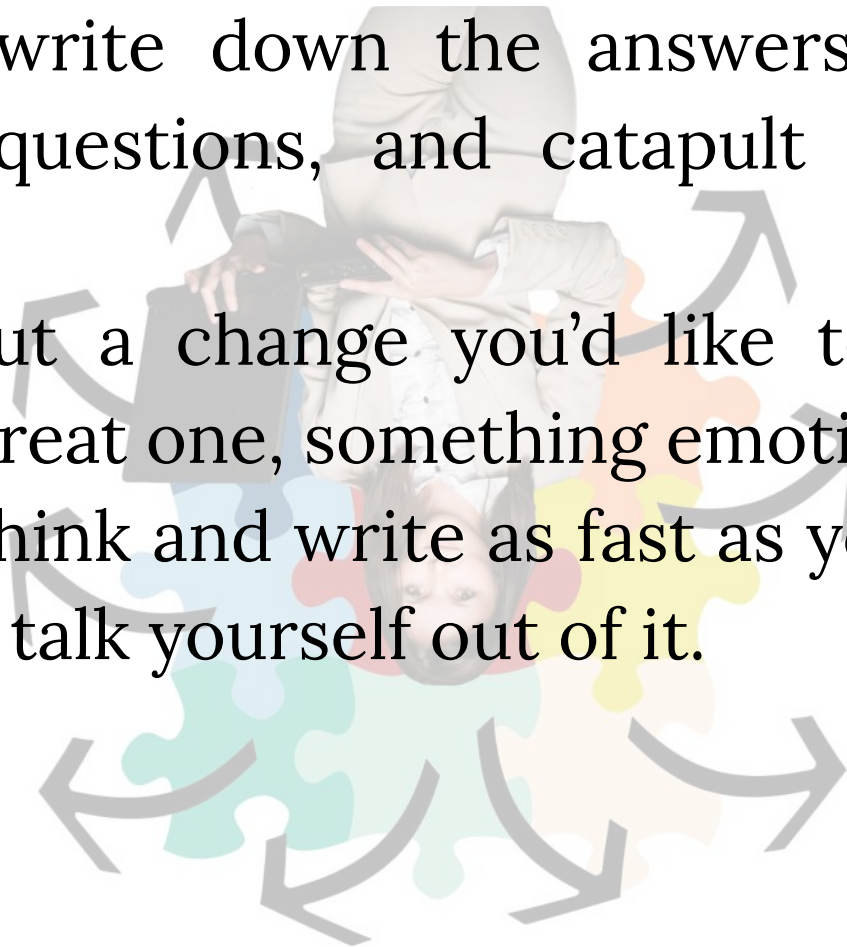 write down the answers
questions, and catapult
ut a change you’d like t
reat one, something emoti
hink and write as fast as y
talk yourself out of it.